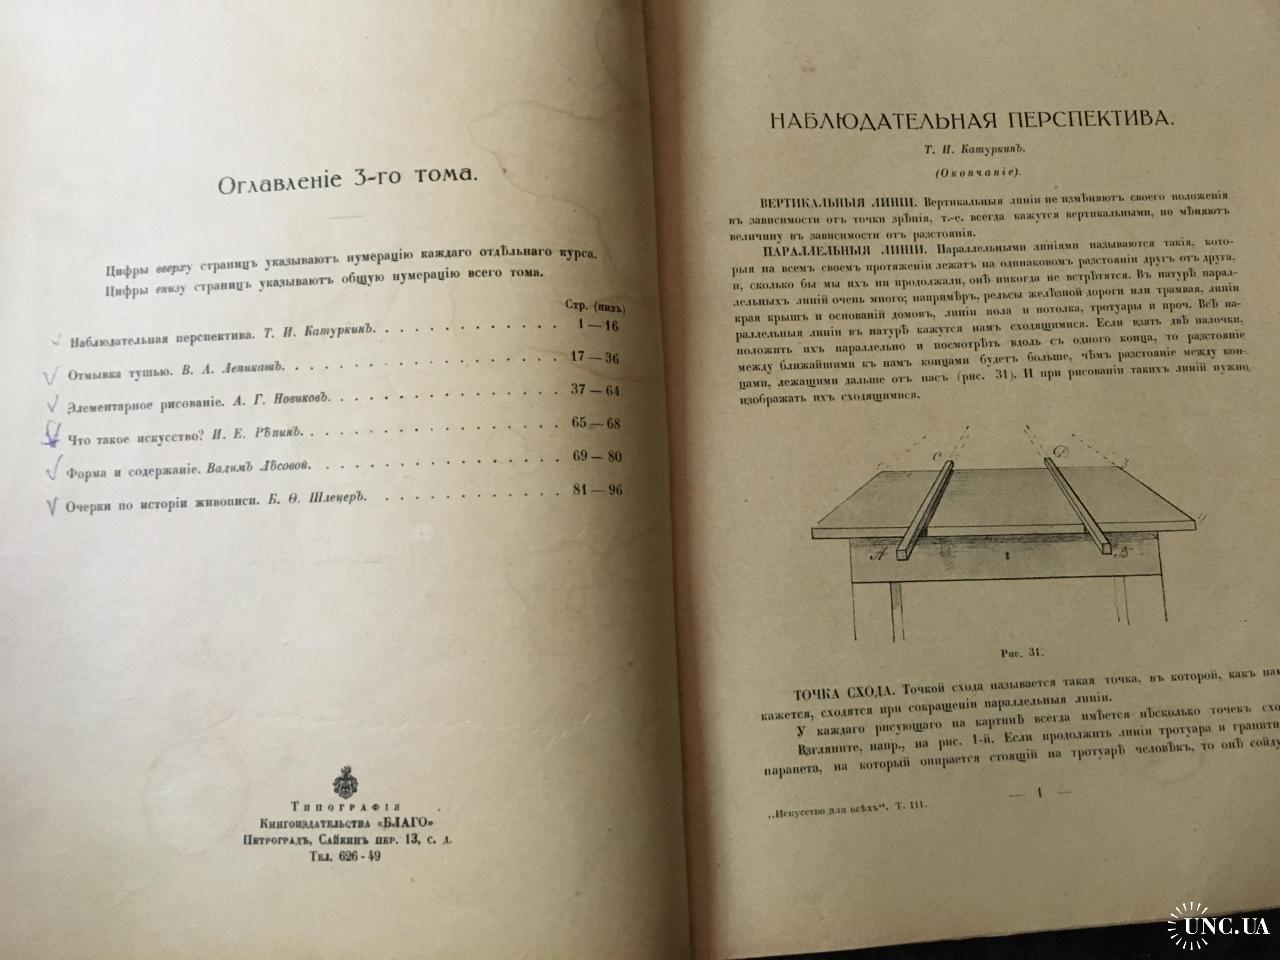 Оглавленіе 3-го тома.
Цифры вверху страницъ указываютъ нумерацію каждаго отдѣльнаго курса.
Цифры внизу страницъ указываютъ общую нумерацію всего тома.
Стр. (низъ)
Наблюдательная перспектива. Т. И. Катуркинъ. 1—16
Отмывка тушью. В. А. Лепикашъ. 17—36
Элементарное рисованіе. А. Г. Новиковъ. 37—64
Что такое искусство? И. Е. Рѣпинъ. 65—68
Форма и содержаніе. Вадимъ Лѣсовой. 69—80
Очерки по исторіи живописи. Б. Ѳ. Шлецеръ. 81—96
Типографія
Книгоиздательства «БЛАГО»
Петроградъ, Сайкинъ пер. 13, с. д.
Тел. 626-49
НАБЛЮДАТЕЛЬНАЯ ПЕРСПЕКТИВА.
Т. И. Катуркинъ.
(Окончаніе).
ВЕРТИКАЛЬНЫЯ ЛИНІИ. Вертикальныя линіи не измѣняютъ своего положенія
въ зависимости отъ точки зрѣнія, т.-е. всегда кажутся вертикальными, но мѣняютъ
величину въ зависимости отъ разстоянія.
ПАРАЛЛЕЛЬНЫЯ ЛИНІИ. Параллельными линіями называются такія, кото-
рыя на всемъ своемъ протяженіи лежатъ на одинаковомъ разстояніи другъ отъ друга,
и, сколько бы мы ихъ ни продолжали, онѣ никогда не встрѣтятся. Въ натурѣ парал-
лельныхъ линій очень много; напримѣръ, рельсы желѣзной дороги или трамвая, линіи
края крышъ и основаній домовъ, линіи пола и потолка, тротуары и проч. Всѣ па-
раллельныя линіи въ натурѣ кажутся намъ сходящимися. Если взять двѣ палочки,
положить ихъ параллельно и посмотрѣть вдоль съ одного конца, то разстояніе
между ближайшими къ намъ концами будетъ больше, чѣмъ разстояніе между кон-
цами, лежащими дальше отъ насъ (рис. 31). И при рисованіи такихъ линій нужно
изображать ихъ сходящимися.
C D
A B
Рис. 31.
ТОЧКА СХОДА. Точкой схода называется такая точка, въ которой, какъ нам
кажется, сходятся при сокращеніи параллельныя линіи.
У каждаго рисующаго на картинѣ всегда имѣется нѣсколько точекъ схо
Взгляните, напр., на рис. 1-й. Если продолжить линіи тротуара и гранитн
парапета, на который опирается стоящій на тротуарѣ человѣкъ, то онѣ сойду
— 1 —
„Искусство для всѣхъ". Т. III.
UNC.UA